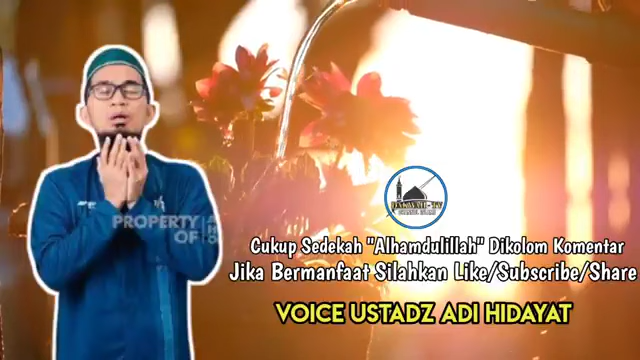 PROPERTY
OF
Cukup Sedekah "Alhamdulillah" Dikolom Komentar
Jika Bermanfaat Silahkan Like/Subscribe/Share
VOICE USTADZ ADI HIDAYAT